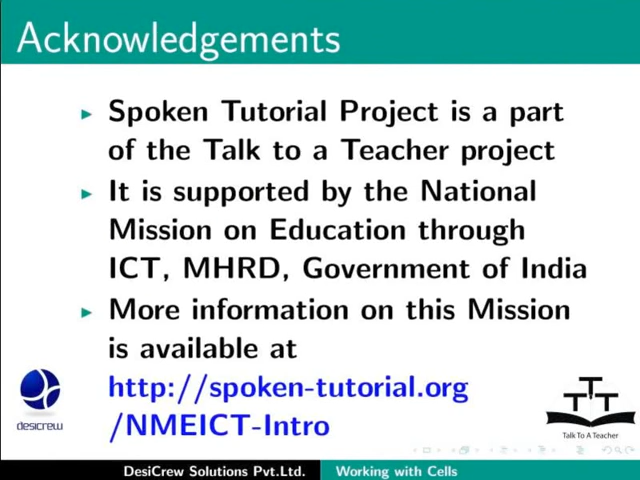 Acknowledgements
Spoken Tutorial Project is a part
of the Talk to a Teacher project
It is supported by the National
Mission on Education through
ICT, MHRD, Government of India
More information on this Mission
is available at
http://spoken-tutorial.org
/NMEICT-Intro
desicrew
TTT
Talk To A Teacher
DesiCrew Solutions Pvt.Ltd. Working with Cells